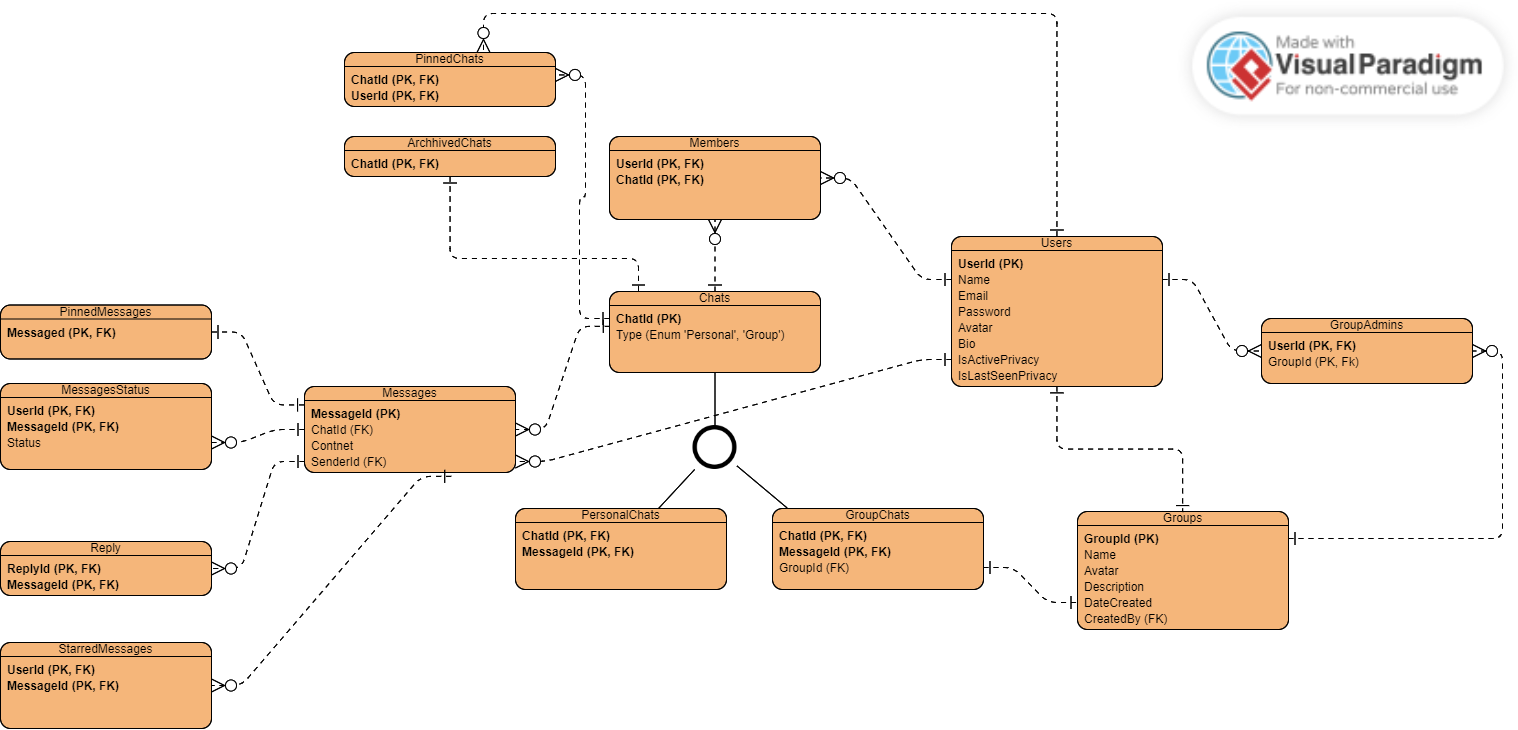 Made with
Visual Paradigm
For non-commercial use
PinnedChats
ChatId (PK, FK)
UserId (PK, FK)
ArchhivedChats
ChatId (PK, FK)
Members
UserId (PK, FK)
ChatId (PK, FK)
Users
UserId (PK)
Name
Email
Password
Avatar
Bio
IsActivePrivacy
IsLastSeenPrivacy
Chats
ChatId (PK)
Type (Enum 'Personal', 'Group')
PinnedMessages
Messaged (PK, FK)
GroupAdmins
UserId (PK, FK)
GroupId (PK, Fk)
MessagesStatus
UserId (PK, FK)
MessageId (PK, FK)
Status
Messages
MessageId (PK)
ChatId (FK)
Contnet
SenderId (FK)
PersonalChats
ChatId (PK, FK)
MessageId (PK, FK)
GroupChats
ChatId (PK, FK)
MessageId (PK, FK)
GroupId (FK)
Groups
GroupId (PK)
Name
Avatar
Description
DateCreated
CreatedBy (FK)
Reply
ReplyId (PK, FK)
MessageId (PK, FK)
StarredMessages
UserId (PK, FK)
MessageId (PK, FK)